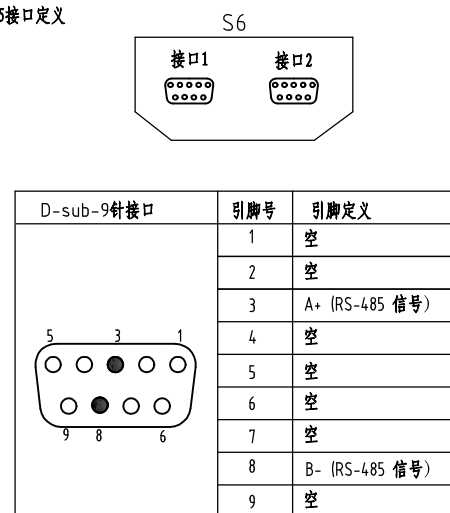 5接口定义
S6
接口1 接口2
D-sub-9针接口 引脚号 引脚定义
1 空
2 空
3 A+ (RS-485 信号)
4 空
5 空
6 空
7 空
8 B- (RS-485 信号)
9 空
5 3 1
9 8 6